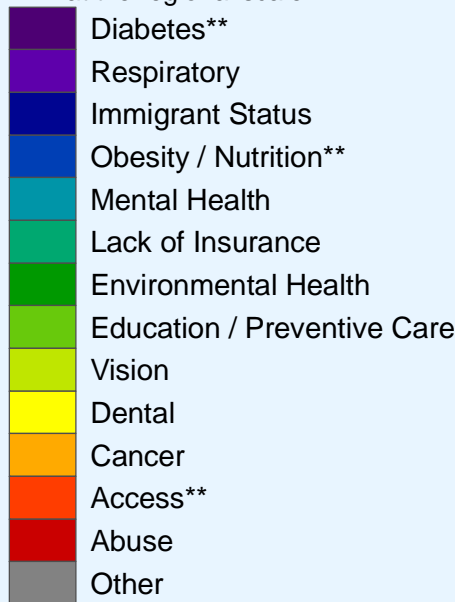 Diabetes**
Respiratory
Immigrant Status
Obesity / Nutrition**
Mental Health
Lack of Insurance
Environmental Health
Education / Preventive Care
Vision
Dental
Cancer
Access**
Abuse
Other